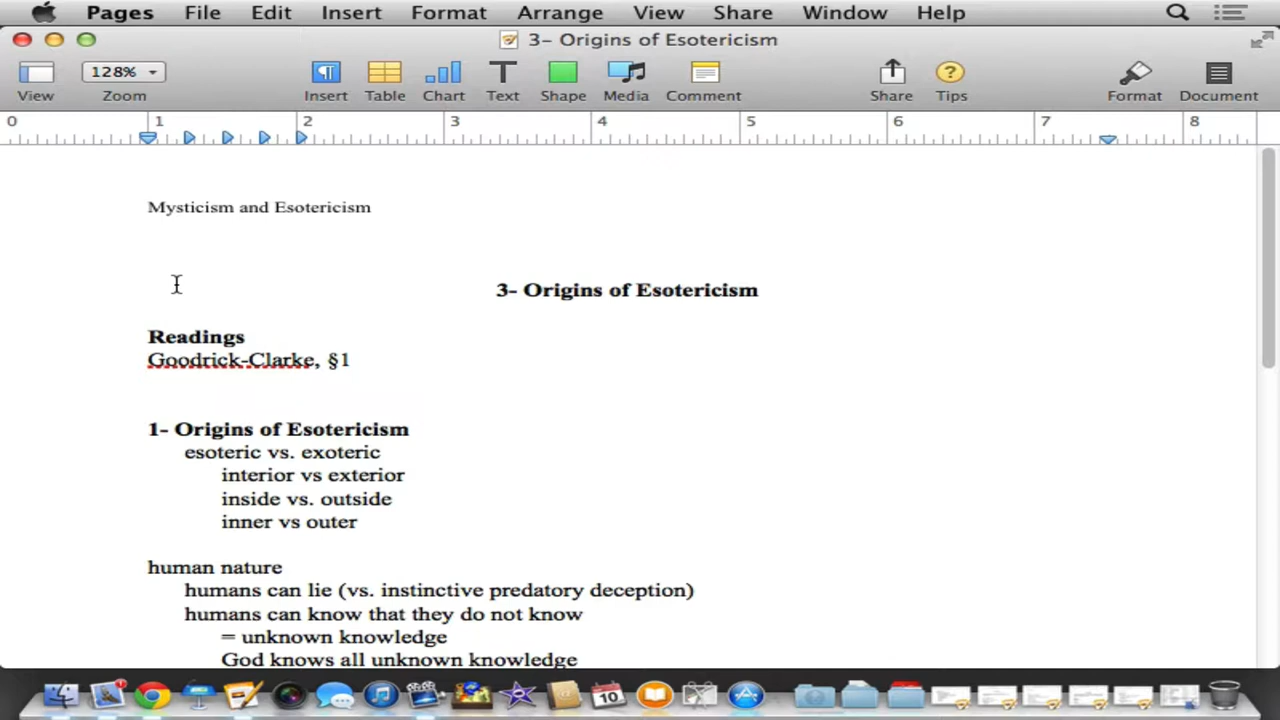 Pages File Edit Insert Format Arrange View Share Window Help
3- Origins of Esotericism
128%
View Zoom Insert Table Chart Text Shape Media Comment Share Tips Format Document
0 1 2 3 4 5 6 7 8
Mysticism and Esotericism
3- Origins of Esotericism
Readings
Goodrick-Clarke, §1
1- Origins of Esotericism
esoteric vs. exoteric
interior vs exterior
inside vs. outside
inner vs outer
human nature
humans can lie (vs. instinctive predatory deception)
humans can know that they do not know
= unknown knowledge
God knows all unknown knowledge
10